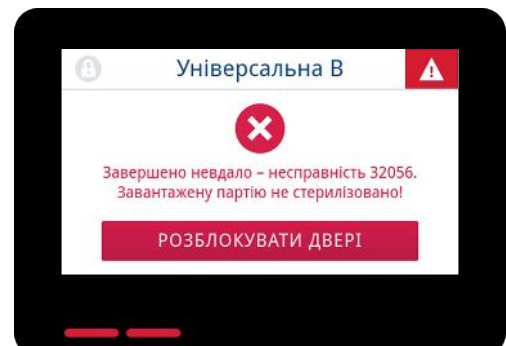 Універсальна В
Завершено невдало – несправність 32056.
Завантажену партію не стерилізовано!
РОЗБЛОКУВАТИ ДВЕРІ